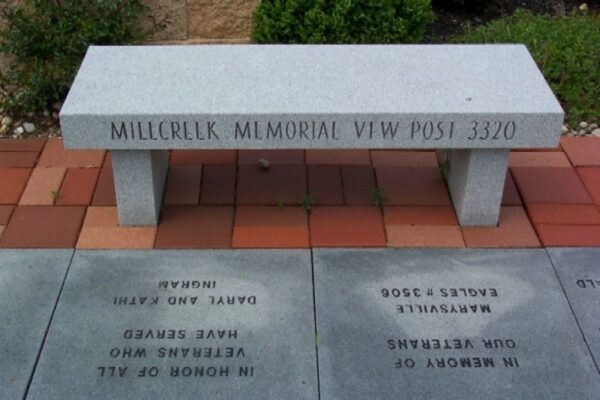 MILLCREEK MEMORIAL VFW POST 3320
IN HONOR OF ALL
VETERANS WHO
HAVE SERVED
DARYL AND KATHI
INGRAM
IN MEMORY OF
OUR VETERANS
MARYSVILLE
EAGLES # 3506